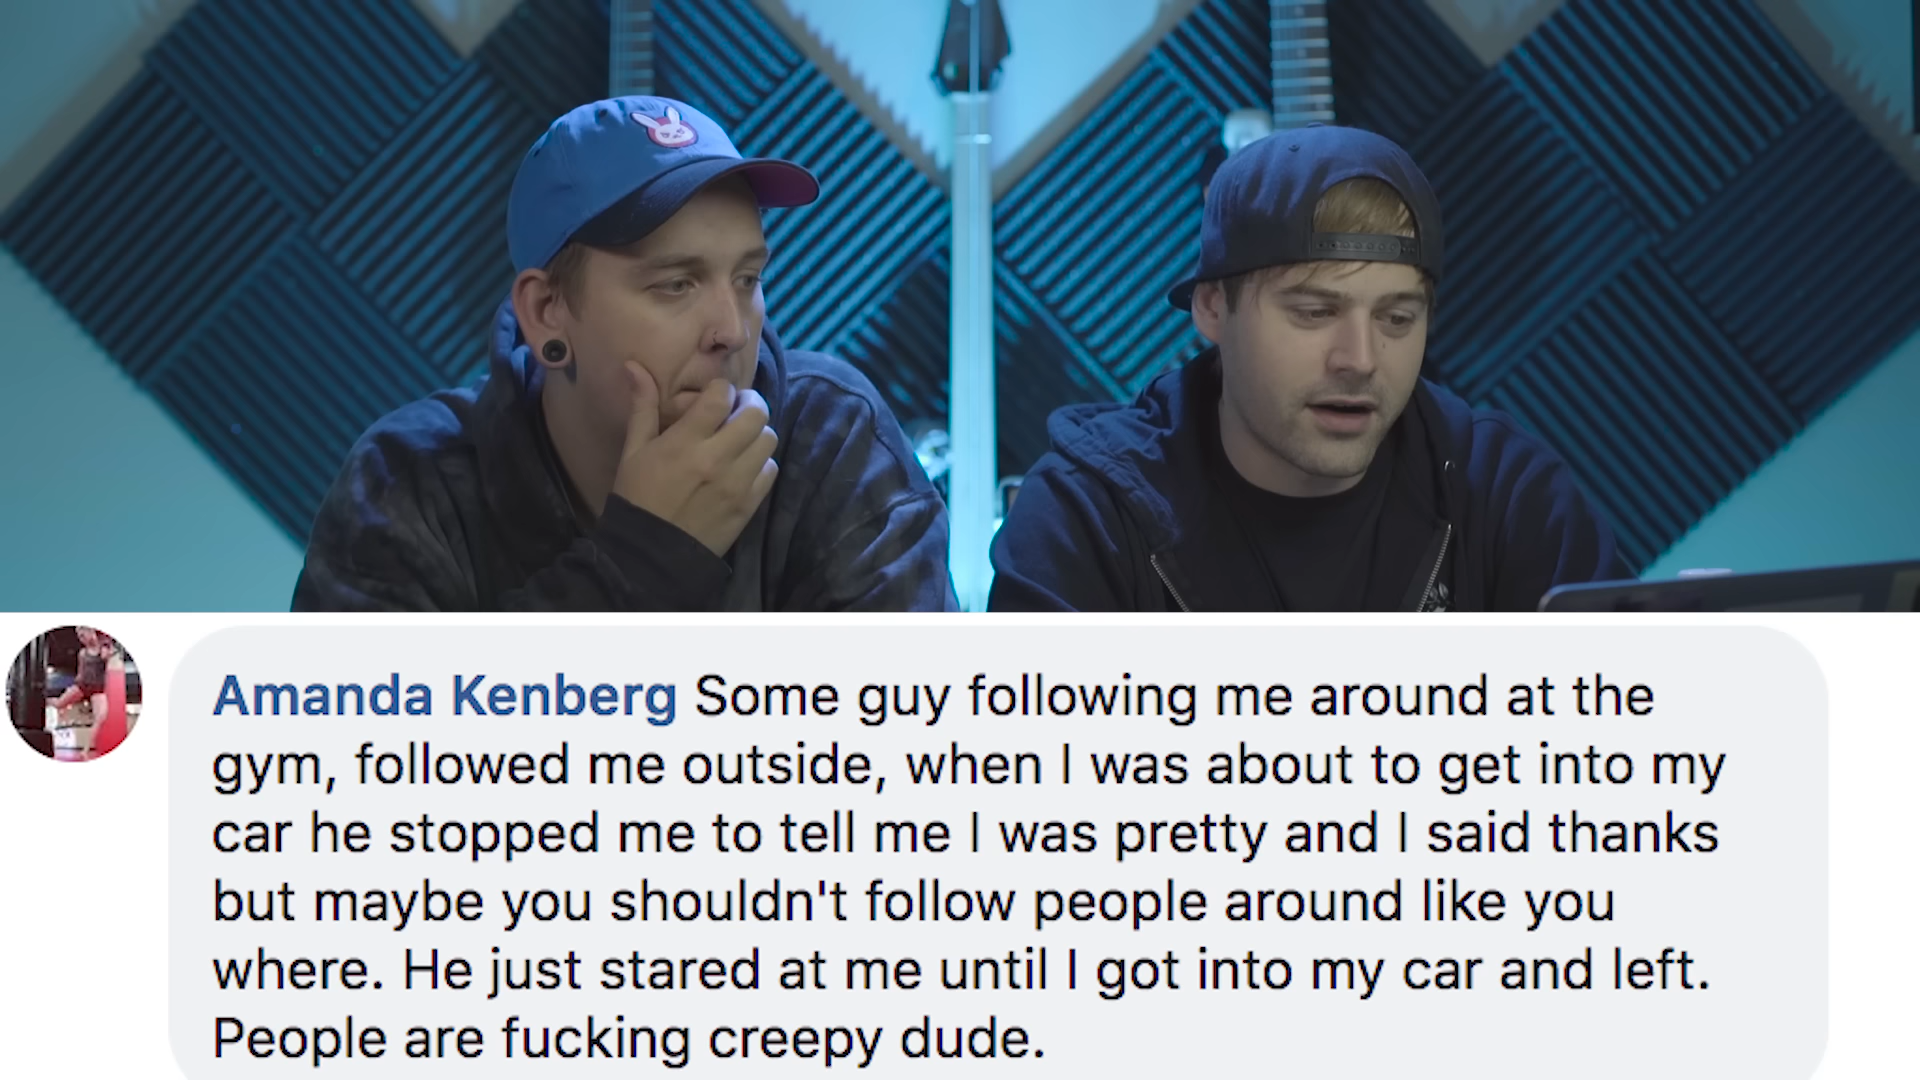 Amanda Kenberg Some guy following me around at the
gym, followed me outside, when I was about to get into my
car he stopped me to tell me I was pretty and I said thanks
but maybe you shouldn't follow people around like you
where. He just stared at me until I got into my car and left.
People are fucking creepy dude.